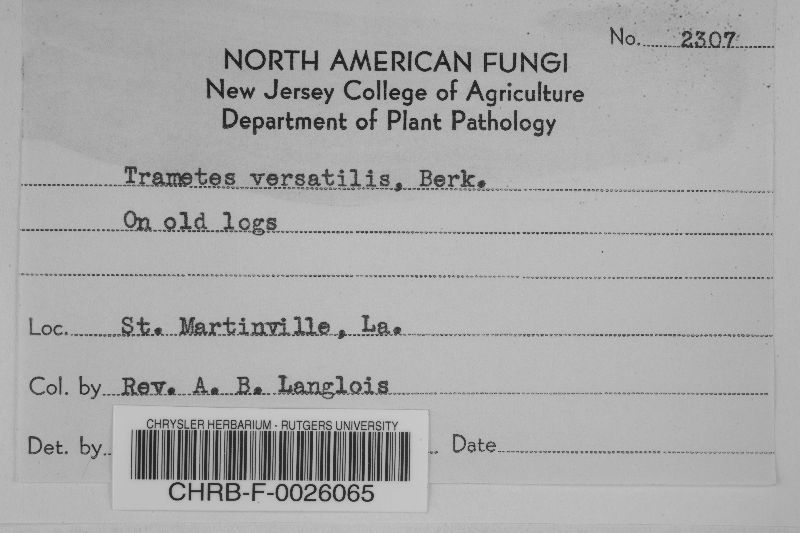 No. 2307
NORTH AMERICAN FUNGI
New Jersey College of Agriculture
Department of Plant Pathology
Trametes versatilis, Berk.
On old logs
Loc. St. Martinville, La.
Col. by Rev. A. B. Langlois
Det. by Date
CHRYSLER HERBARIUM - RUTGERS UNIVERSITY
CHRB-F-0026065